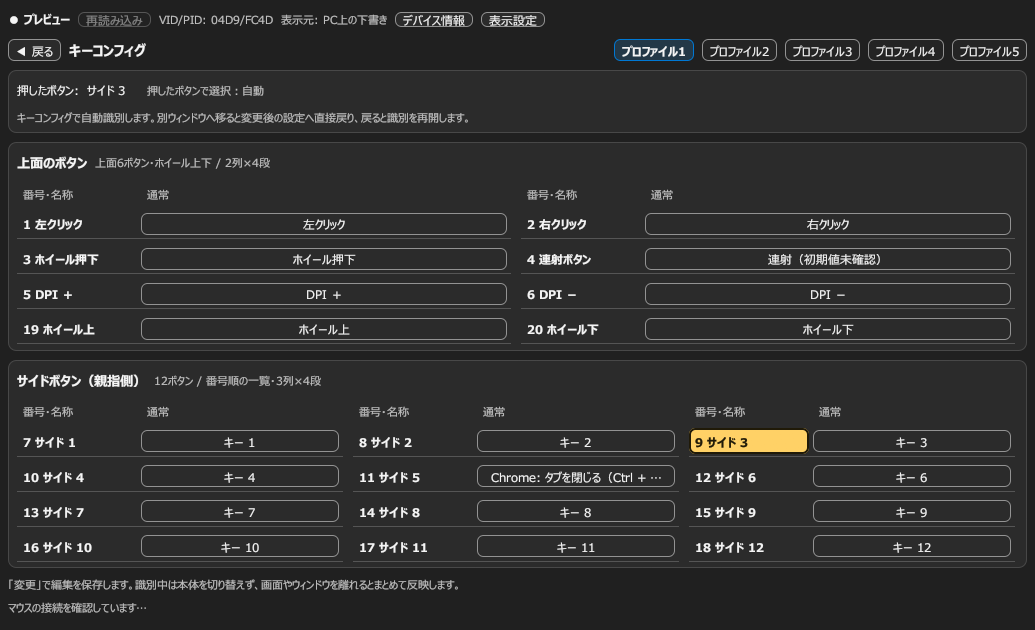 ● プレビュー 再読み込み VID/PID: 04D9/FC4D 表示元: PC上の下書き デバイス情報 表示設定
◀ 戻る キーコンフィグ プロファイル1 プロファイル2 プロファイル3 プロファイル4 プロファイル5
押したボタン: サイド 3 押したボタンで選択：自動
キーコンフィグで自動識別します。別ウィンドウへ移ると変更後の設定へ直接戻り、戻ると識別を再開します。
上面のボタン 上面6ボタン・ホイール上下 / 2列×4段
番号・名称 通常 番号・名称 通常
1 左クリック 左クリック 2 右クリック 右クリック
3 ホイール押下 ホイール押下 4 連射ボタン 連射（初期値未確認）
5 DPI ＋ DPI ＋ 6 DPI － DPI －
19 ホイール上 ホイール上 20 ホイール下 ホイール下
サイドボタン（親指側） 12ボタン / 番号順の一覧・3列×4段
番号・名称 通常 番号・名称 通常 番号・名称 通常
7 サイド 1 キー 1 8 サイド 2 キー 2 9 サイド 3 キー 3
10 サイド 4 キー 4 11 サイド 5 Chrome: タブを閉じる（Ctrl + … 12 サイド 6 キー 6
13 サイド 7 キー 7 14 サイド 8 キー 8 15 サイド 9 キー 9
16 サイド 10 キー 10 17 サイド 11 キー 11 18 サイド 12 キー 12
「変更」で編集を保存します。識別中は本体を切り替えず、画面やウィンドウを離れるとまとめて反映します。
マウスの接続を確認しています…